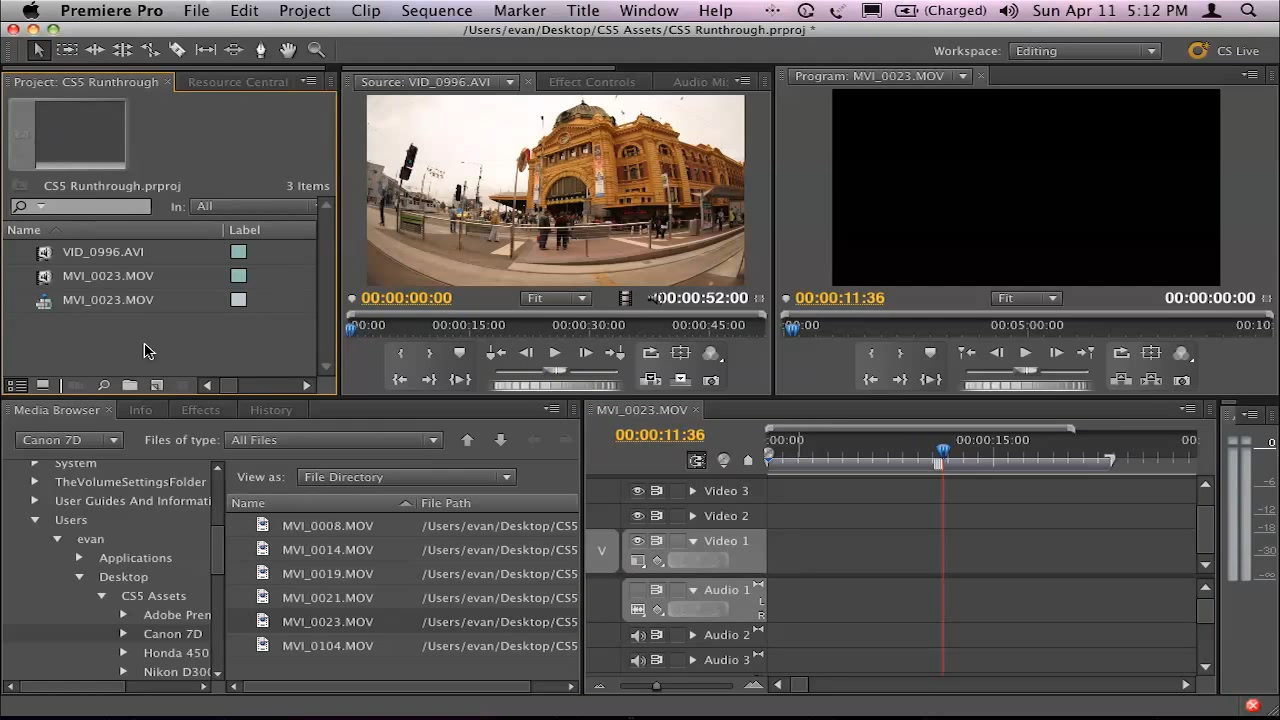 Premiere Pro File Edit Project Clip Sequence Marker Title Window Help (Charged) Sun Apr 11 5:12 PM
/Users/evan/Desktop/CS5 Assets/CS5 Runthrough.prproj *
Workspace: Editing CS Live
Project: CS5 Runthrough × Resource Central
CS5 Runthrough.prproj 3 Items
In: All
Name Label
VID_0996.AVI
MVI_0023.MOV
MVI_0023.MOV
Source: VID_0996.AVI × Effect Controls Audio Mi:
00:00:00:00 Fit 00:00:52:00
00:00 00:00:15:00 00:00:30:00 00:00:45:00
Program: MVI_0023.MOV ×
00:00:11:36 Fit 00:00:00:00
00:00 00:05:00:00 00:10:
Media Browser × Info Effects History
Canon 7D Files of type: All Files
System
TheVolumeSettingsFolder
User Guides And Informati
Users
evan
Applications
Desktop
CS5 Assets
Adobe Pren
Canon 7D
Honda 450
Nikon D300
View as: File Directory
Name File Path
MVI_0008.MOV /Users/evan/Desktop/CS5
MVI_0014.MOV /Users/evan/Desktop/CS5
MVI_0019.MOV /Users/evan/Desktop/CS5
MVI_0021.MOV /Users/evan/Desktop/CS5
MVI_0023.MOV /Users/evan/Desktop/CS5
MVI_0104.MOV /Users/evan/Desktop/CS5
MVI_0023.MOV ×
00:00:11:36 :00:00 00:00:15:00 00:
Video 3
Video 2
V Video 1
Audio 1
L
R
Audio 2
Audio 3
0
-6
-12
-18
-30